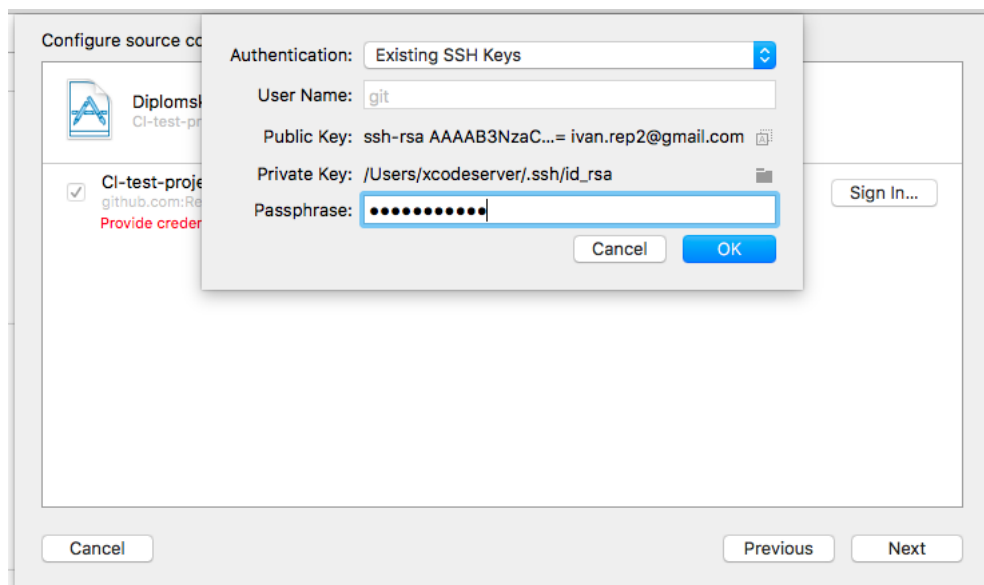 Configure source co
Authentication: Existing SSH Keys
User Name: git
Public Key: ssh-rsa AAAAB3NzaC...= ivan.rep2@gmail.com
Private Key: /Users/xcodeserver/.ssh/id_rsa
Passphrase: ●●●●●●●●●●●
Cancel
OK
Diplomsk
CI-test-pr
CI-test-proje
github.com:Re
Provide creder
Sign In...
Cancel
Previous
Next